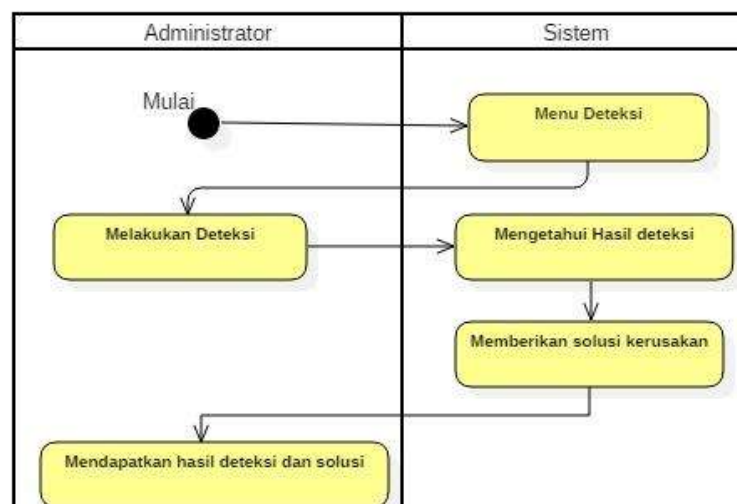 Administrator
Sistem
Mulai
Menu Deteksi
Melakukan Deteksi
Mengetahui Hasil deteksi
Memberikan solusi kerusakan
Mendapatkan hasil deteksi dan solusi